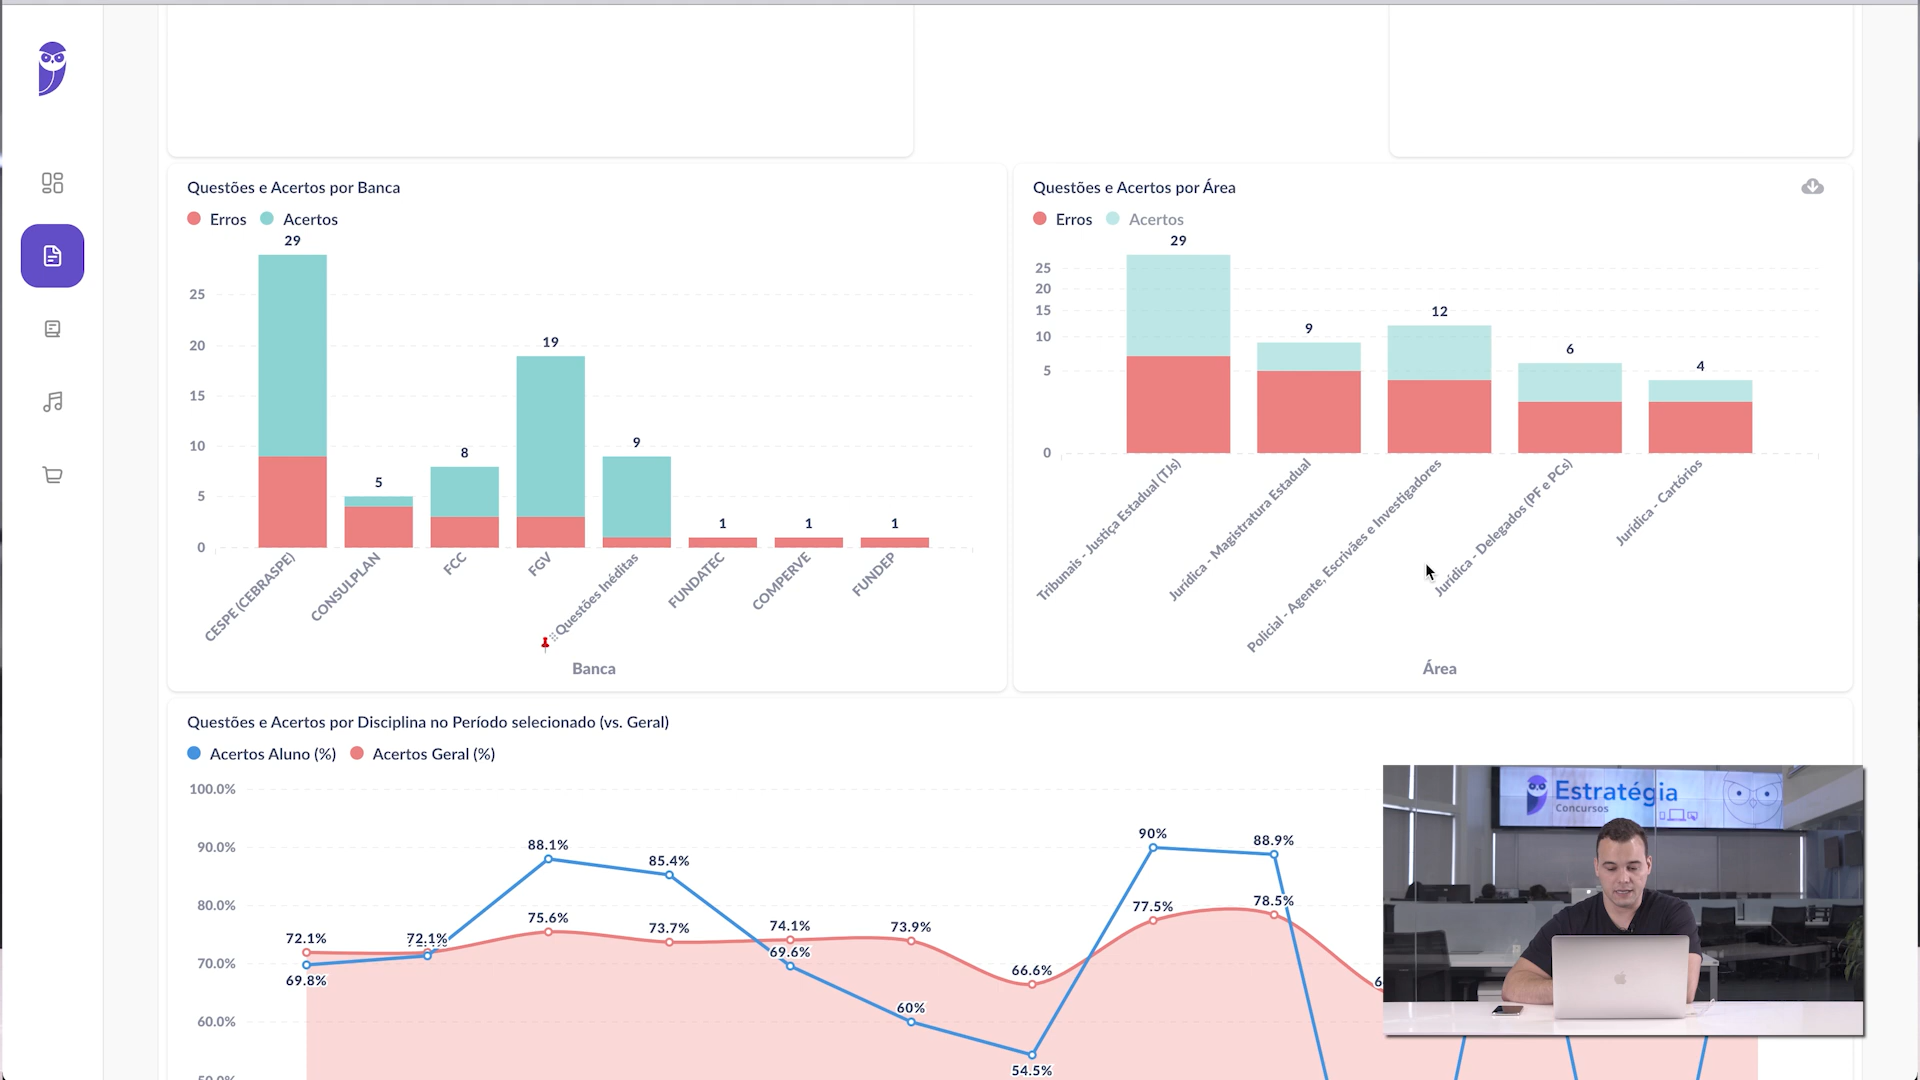 Questões e Acertos por Banca
Erros
Acertos
29
25
20
15
10
5
0
5
8
19
9
1
1
1
CESPE (CEBRASPE)
CONSULPLAN
FCC
FGV
Questões Inéditas
FUNDATEC
COMPERVE
FUNDEP
Banca
Questões e Acertos por Área
Erros
Acertos
29
25
20
15
10
5
0
9
12
6
4
Tribunais - Justiça Estadual (TJs)
Jurídica - Magistratura Estadual
Policial - Agente, Escrivães e Investigadores
Jurídica - Delegados (PF e PCs)
Jurídica - Cartórios
Área
Questões e Acertos por Disciplina no Período selecionado (vs. Geral)
Acertos Aluno (%)
Acertos Geral (%)
100.0%
90.0%
80.0%
70.0%
60.0%
72.1%
69.8%
72.1%
88.1%
75.6%
85.4%
73.7%
74.1%
69.6%
73.9%
60%
66.6%
54.5%
90%
77.5%
88.9%
78.5%
Estratégia
Concursos